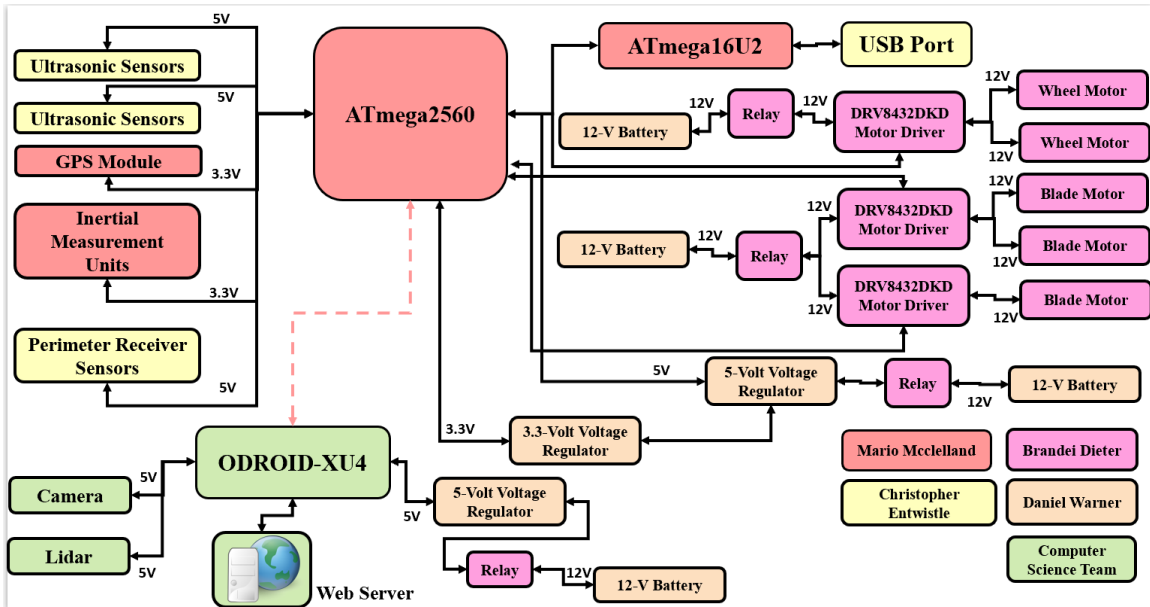 5V
Ultrasonic Sensors
5V
Ultrasonic Sensors
GPS Module
3.3V
Inertial
Measurement
Units
3.3V
Perimeter Receiver
Sensors
5V
ATmega2560
ATmega16U2
USB Port
12-V Battery
12V
Relay
12V
DRV8432DKD
Motor Driver
12V
Wheel Motor
12V
Wheel Motor
12-V Battery
12V
Relay
12V
DRV8432DKD
Motor Driver
12V
Blade Motor
12V
Blade Motor
12V
DRV8432DKD
Motor Driver
12V
Blade Motor
5V
5-Volt Voltage
Regulator
Relay
12V
12-V Battery
3.3V
3.3-Volt Voltage
Regulator
ODROID-XU4
5V
Camera
Lidar
5V
Web Server
5V
5-Volt Voltage
Regulator
Relay
12V
12-V Battery
Mario Mcclelland
Brandei Dieter
Christopher
Entwistle
Daniel Warner
Computer
Science Team